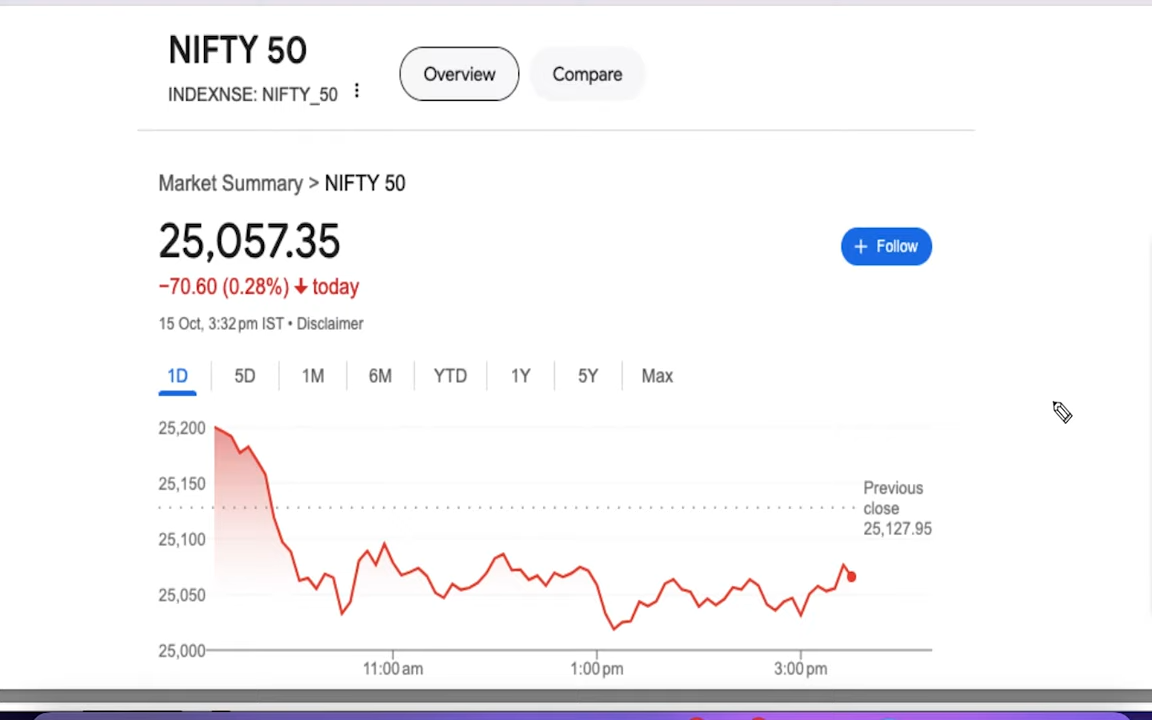 NIFTY 50
INDEXNSE: NIFTY_50
Overview
Compare
Market Summary > NIFTY 50
25,057.35
−70.60 (0.28%) ↓ today
+ Follow
15 Oct, 3:32 pm IST • Disclaimer
1D 5D 1M 6M YTD 1Y 5Y Max
25,200
25,150
25,100
25,050
25,000
Previous
close
25,127.95
11:00 am 1:00 pm 3:00 pm